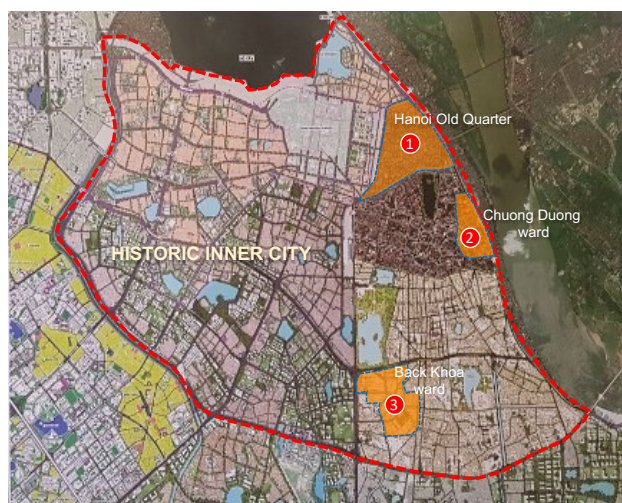 Hanoi Old Quarter
1
Chuong Duong
ward
2
HISTORIC INNER CITY
Back Khoa
ward
3